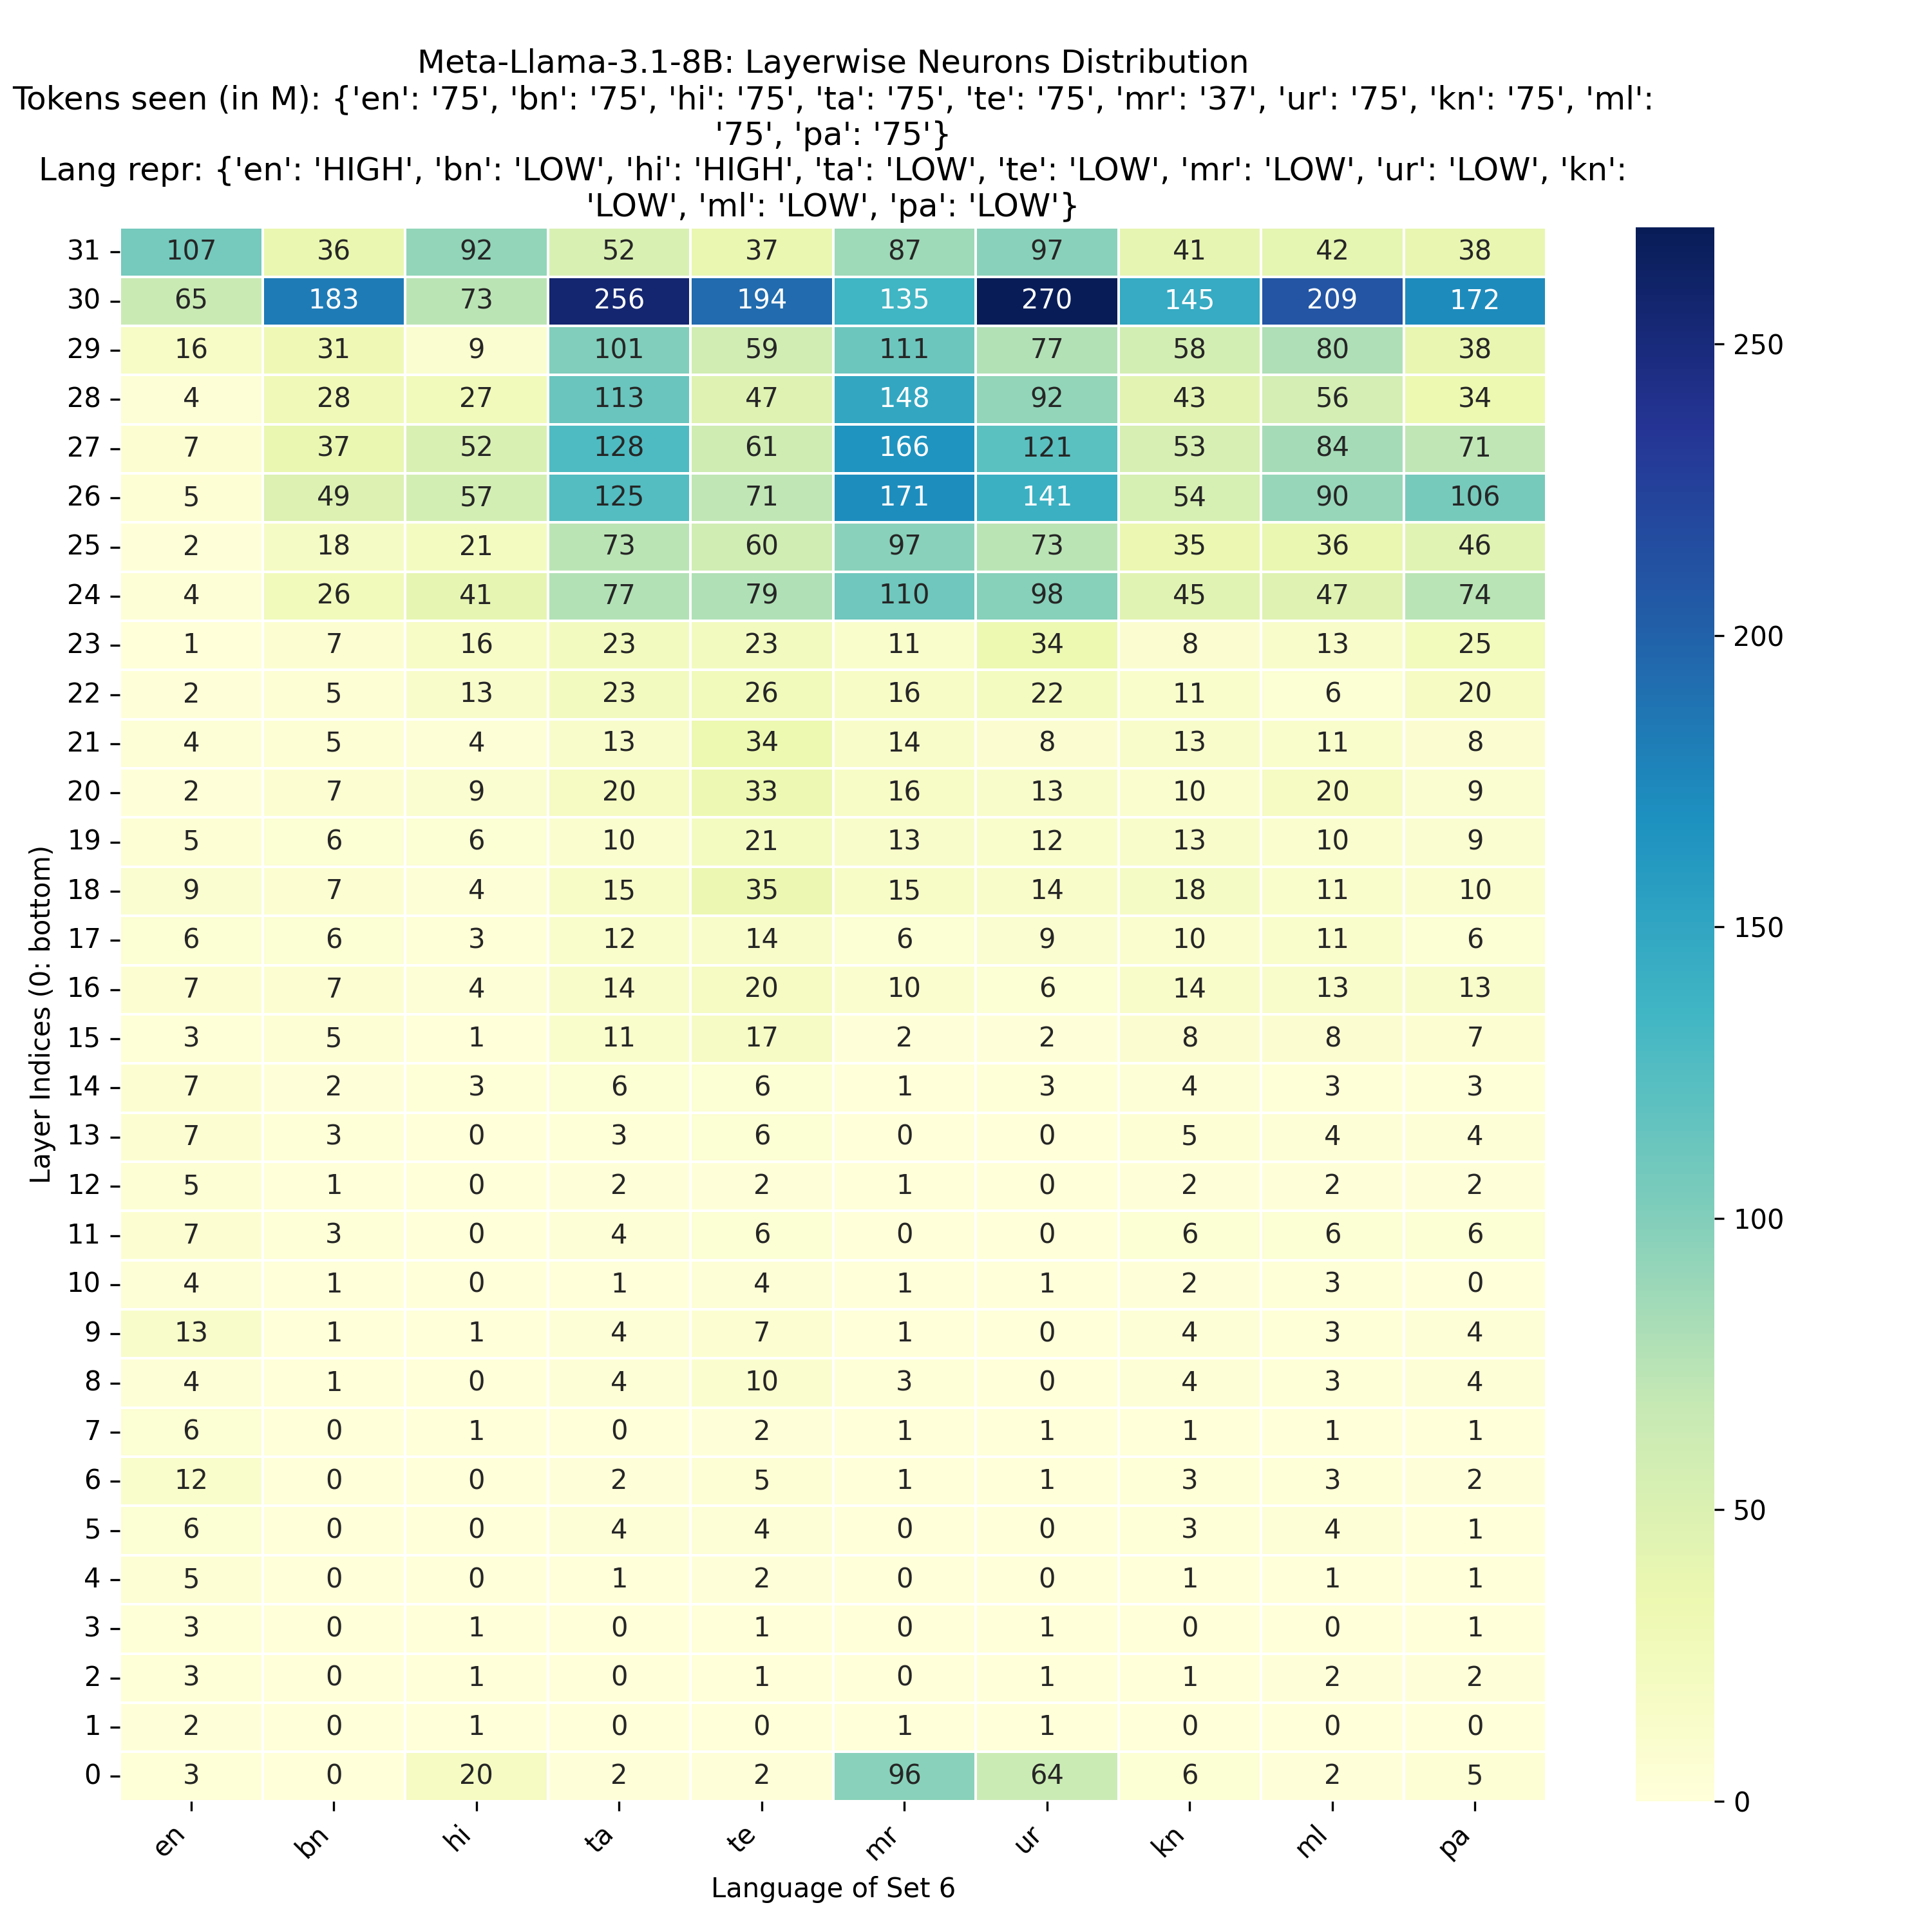 Meta-Llama-3.1-8B: Layerwise Neurons Distribution
Tokens seen (in M): {'en': '75', 'bn': '75', 'hi': '75', 'ta': '75', 'te': '75', 'mr': '37', 'ur': '75', 'kn': '75', 'ml':
'75', 'pa': '75'}
Lang repr: {'en': 'HIGH', 'bn': 'LOW', 'hi': 'HIGH', 'ta': 'LOW', 'te': 'LOW', 'mr': 'LOW', 'ur': 'LOW', 'kn':
'LOW', 'ml': 'LOW', 'pa': 'LOW'}
31 107 36 92 52 37 87 97 41 42 38
30 65 183 73 256 194 135 270 145 209 172
29 16 31 9 101 59 111 77 58 80 38
28 4 28 27 113 47 148 92 43 56 34
27 7 37 52 128 61 166 121 53 84 71
26 5 49 57 125 71 171 141 54 90 106
25 2 18 21 73 60 97 73 35 36 46
24 4 26 41 77 79 110 98 45 47 74
23 1 7 16 23 23 11 34 8 13 25
22 2 5 13 23 26 16 22 11 6 20
21 4 5 4 13 34 14 8 13 11 8
20 2 7 9 20 33 16 13 10 20 9
19 5 6 6 10 21 13 12 13 10 9
18 9 7 4 15 35 15 14 18 11 10
17 6 6 3 12 14 6 9 10 11 6
16 7 7 4 14 20 10 6 14 13 13
15 3 5 1 11 17 2 2 8 8 7
14 7 2 3 6 6 1 3 4 3 3
13 7 3 0 3 6 0 0 5 4 4
12 5 1 0 2 2 1 0 2 2 2
11 7 3 0 4 6 0 0 6 6 6
10 4 1 0 1 4 1 1 2 3 0
9 13 1 1 4 7 1 0 4 3 4
8 4 1 0 4 10 3 0 4 3 4
7 6 0 1 0 2 1 1 1 1 1
6 12 0 0 2 5 1 1 3 3 2
5 6 0 0 4 4 0 0 3 4 1
4 5 0 0 1 2 0 0 1 1 1
3 3 0 1 0 1 0 1 0 0 1
2 3 0 1 0 1 0 1 1 2 2
1 2 0 1 0 0 1 1 0 0 0
0 3 0 20 2 2 96 64 6 2 5
en bn hi ta te mr ur kn ml pa
Language of Set 6
Layer Indices (0: bottom)
250
200
150
100
50
0